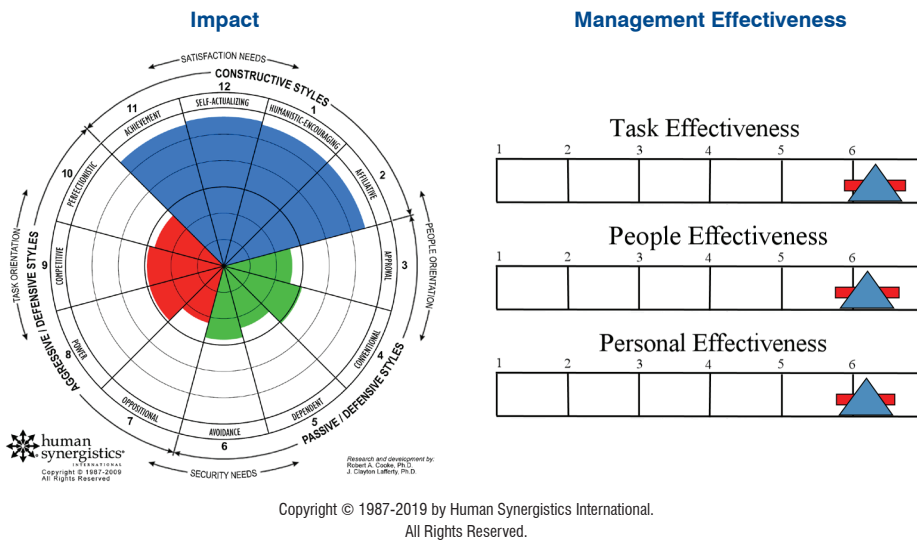 Impact
SATISFACTION NEEDS
CONSTRUCTIVE STYLES
12
SELF-ACTUALIZING
1
HUMANISTIC-ENCOURAGING
2
AFFILIATIVE
PEOPLE ORIENTATION
3
APPROVAL
4
CONVENTIONAL
PASSIVE / DEFENSIVE STYLES
5
DEPENDENT
6
AVOIDANCE
SECURITY NEEDS
7
OPPOSITIONAL
8
POWER
AGGRESSIVE / DEFENSIVE STYLES
9
COMPETITIVE
TASK ORIENTATION
10
PERFECTIONISTIC
11
ACHIEVEMENT
human
synergistics®
INTERNATIONAL
Copyright © 1987-2009
All Rights Reserved
Research and development by:
Robert A. Cooke, Ph.D.
J. Clayton Lafferty, Ph.D.
Management Effectiveness
Task Effectiveness
1 2 3 4 5 6
People Effectiveness
1 2 3 4 5 6
Personal Effectiveness
1 2 3 4 5 6
Copyright © 1987-2019 by Human Synergistics International.
All Rights Reserved.